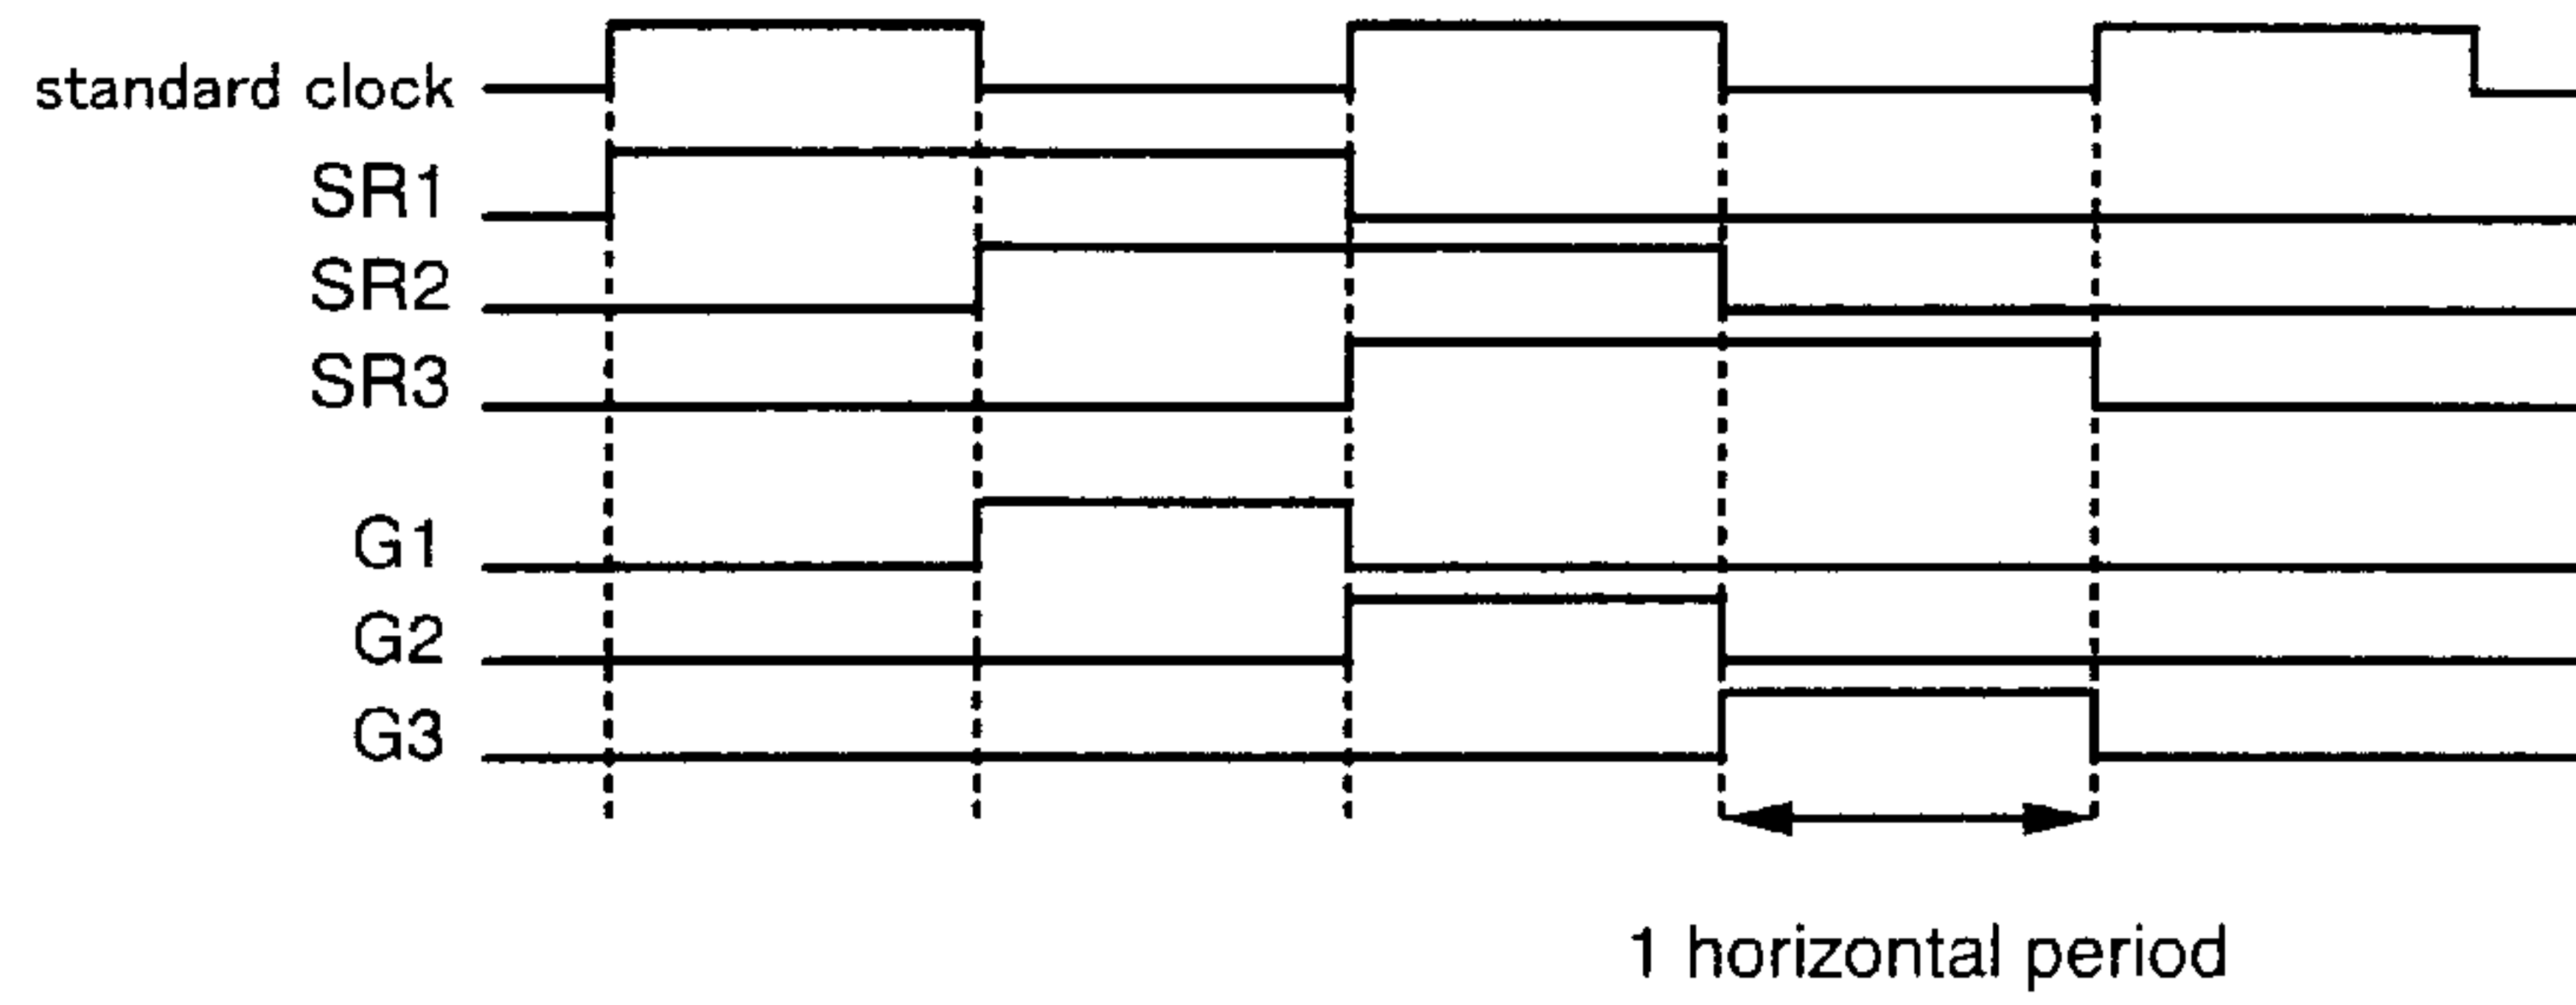 standard clock
SR1
SR2
SR3
G1
G2
G3
1 horizontal period